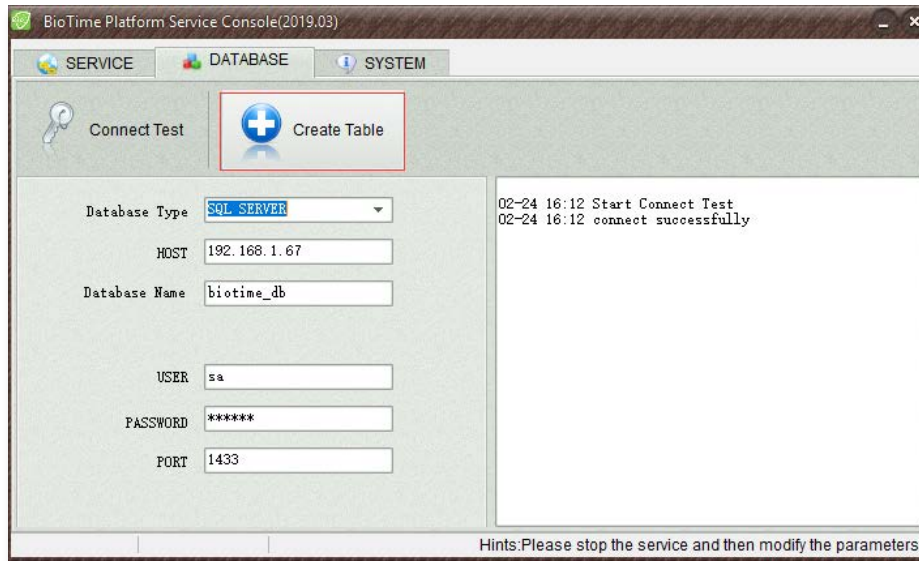 BioTime Platform Service Console(2019.03)
SERVICE
DATABASE
SYSTEM
Connect Test
Create Table
Database Type
SQL SERVER
HOST
192.168.1.67
Database Name
biotime_db
USER
sa
PASSWORD
******
PORT
1433
02-24 16:12 Start Connect Test
02-24 16:12 connect successfully
Hints:Please stop the service and then modify the parameters